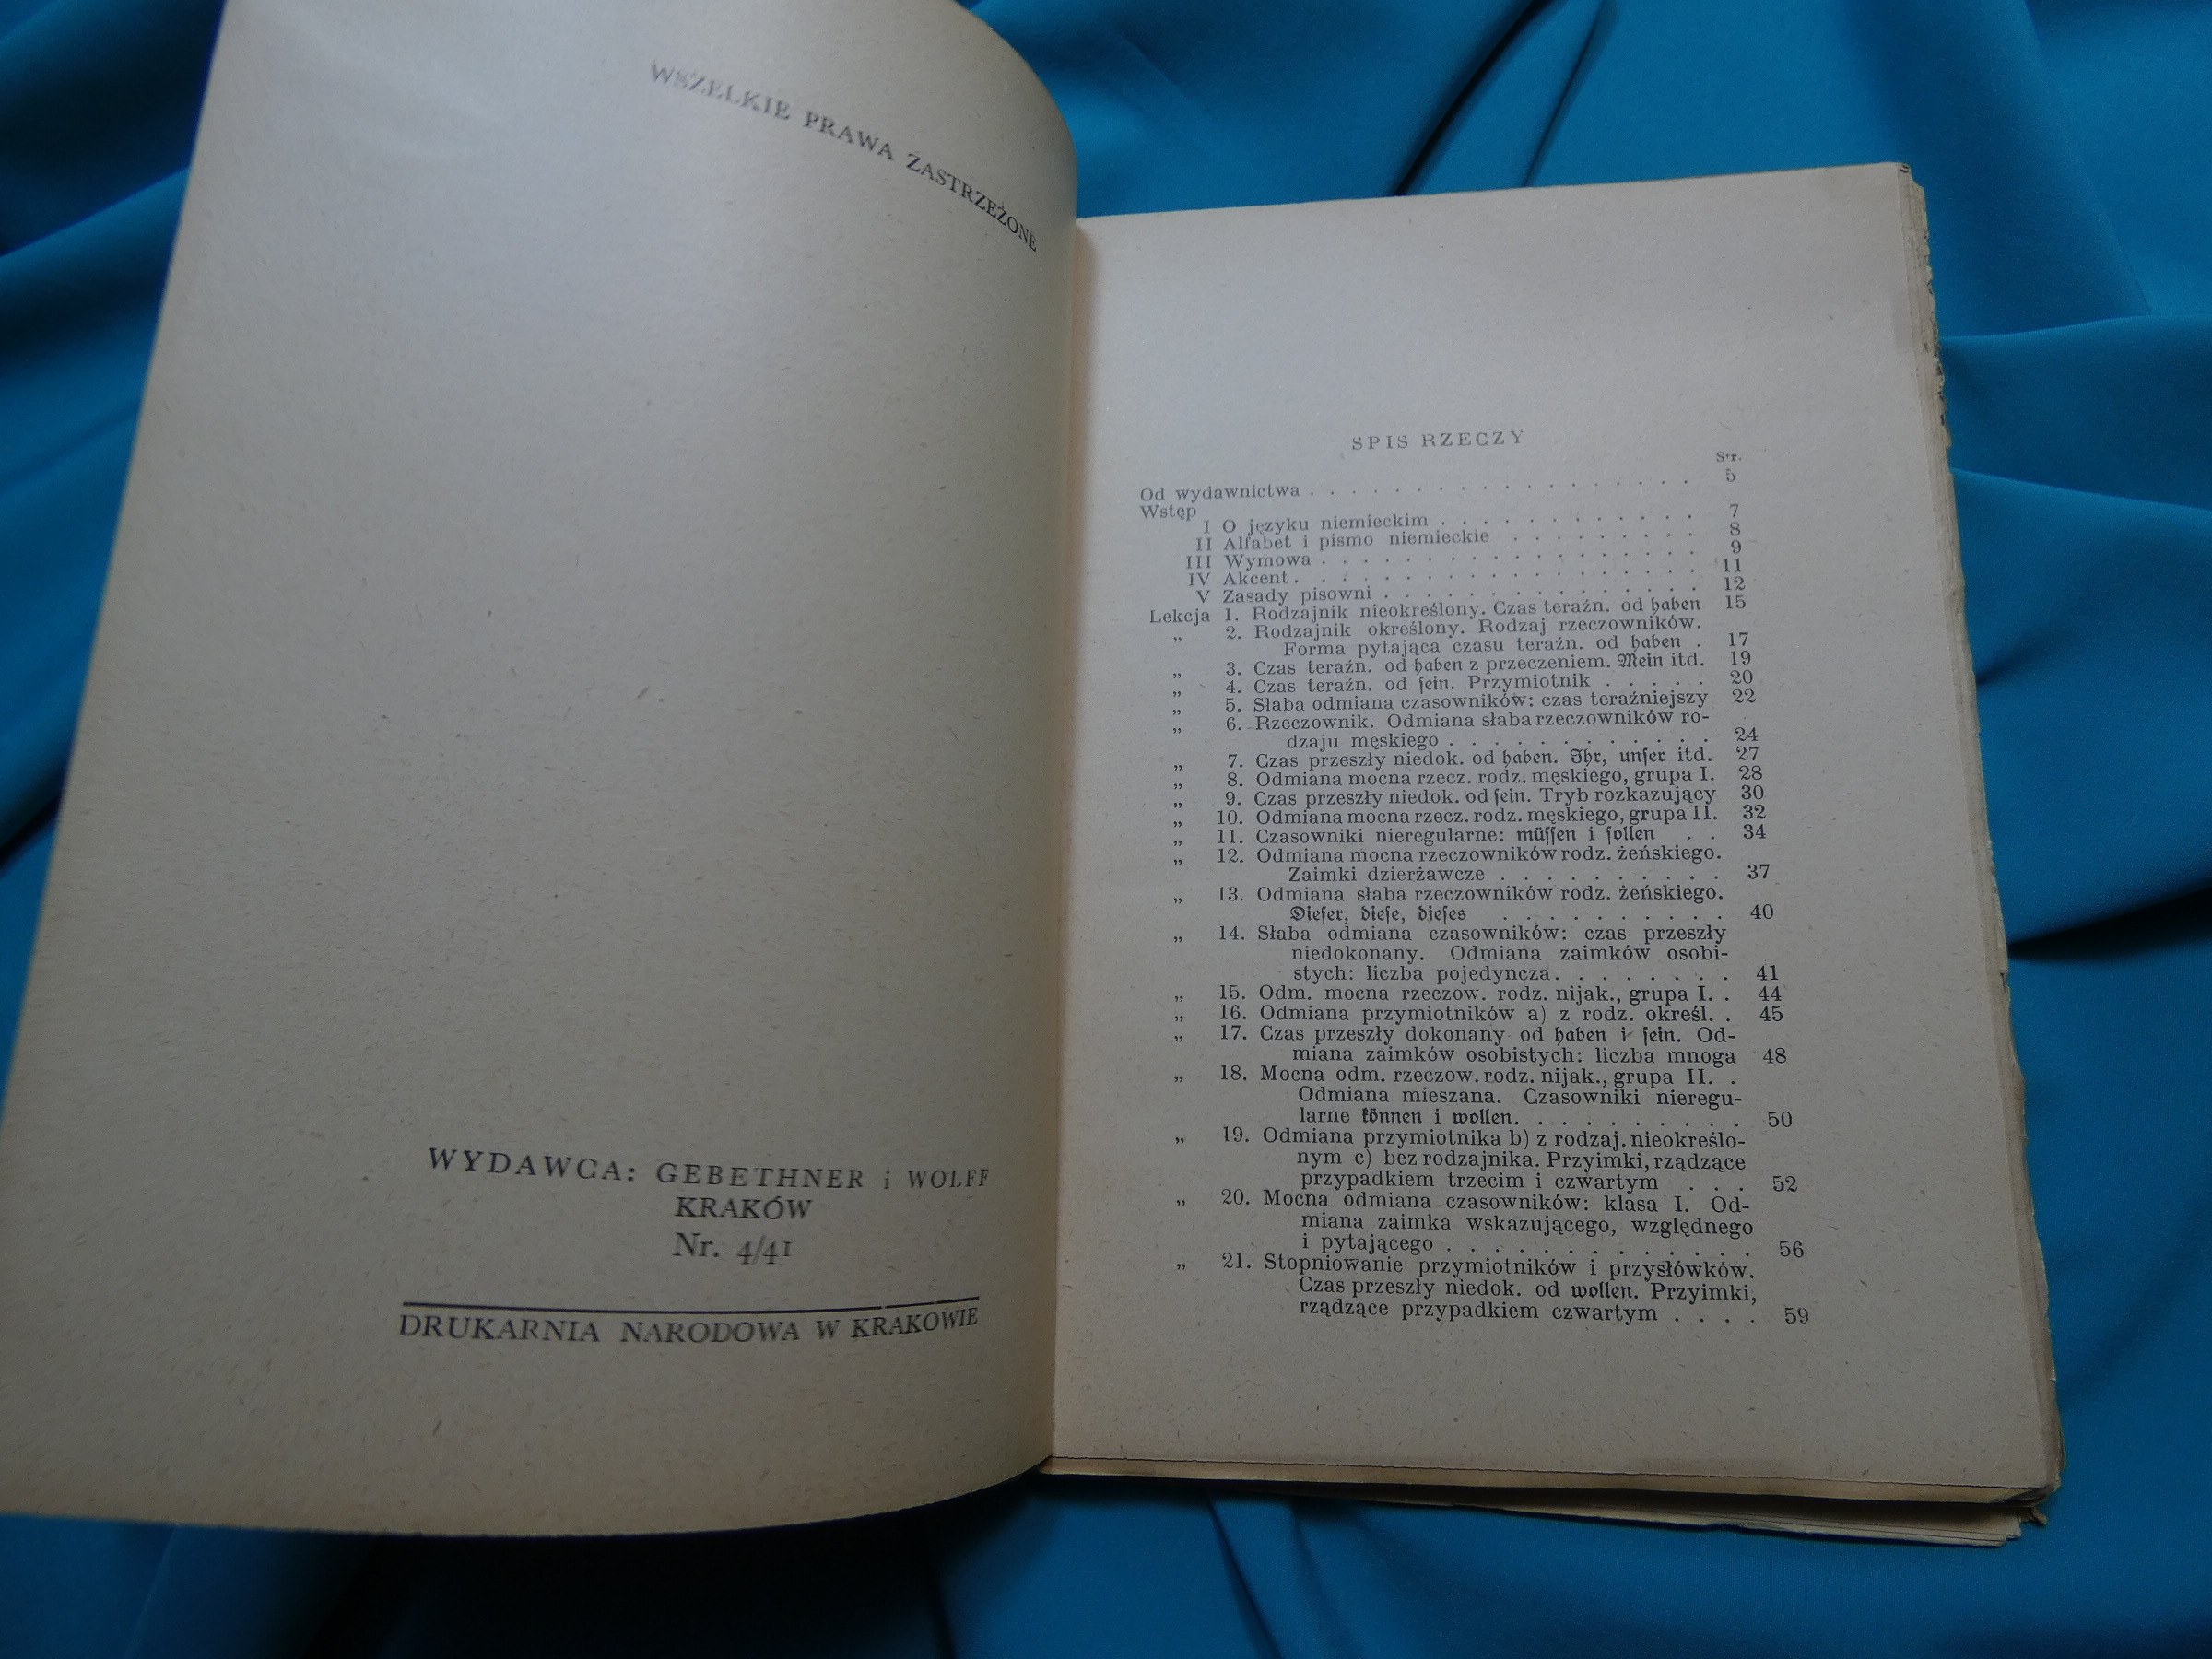 WSZELKIE PRAWA ZASTRZEŻONE
WYDAWCA: GEBETHNER i WOLFF
KRAKÓW
Nr. 4/41
DRUKARNIA NARODOWA W KRAKOWIE
SPIS RZECZY
Str.
Od wydawnictwa . . . . . . . . . . . . . . . . 5
Wstęp
I O języku niemieckim . . . . . . . . . . . 7
II Alfabet i pismo niemieckie . . . . . . . . 8
III Wymowa . . . . . . . . . . . . . . . 9
IV Akcent . . . . . . . . . . . . . . . . 11
V Zasady pisowni . . . . . . . . . . . . . 12
Lekcja 1. Rodzajnik nieokreślony. Czas teraźn. od haben 15
„ 2. Rodzajnik określony. Rodzaj rzeczowników.
Forma pytająca czasu teraźn. od haben . 17
„ 3. Czas teraźn. od haben z przeczeniem. Mein itd. 19
„ 4. Czas teraźn. od ſein. Przymiotnik . . . . . 20
„ 5. Słaba odmiana czasowników: czas teraźniejszy 22
„ 6. Rzeczownik. Odmiana słaba rzeczowników ro-
dzaju męskiego . . . . . . . . . . . 24
„ 7. Czas przeszły niedok. od haben. Ihr, unſer itd. 27
„ 8. Odmiana mocna rzecz. rodz. męskiego, grupa I. 28
„ 9. Czas przeszły niedok. od ſein. Tryb rozkazujący 30
„ 10. Odmiana mocna rzecz. rodz. męskiego, grupa II. 32
„ 11. Czasowniki nieregularne: müſſen i ſollen . . 34
„ 12. Odmiana mocna rzeczowników rodz. żeńskiego.
Zaimki dzierżawcze . . . . . . . . . 37
„ 13. Odmiana słaba rzeczowników rodz. żeńskiego.
Dieſer, dieſe, dieſes . . . . . . . . . 40
„ 14. Słaba odmiana czasowników: czas przeszły
niedokonany. Odmiana zaimków osobi-
stych: liczba pojedyncza. . . . . . . . 41
„ 15. Odm. mocna rzeczow. rodz. nijak., grupa I. . 44
„ 16. Odmiana przymiotników a) z rodz. określ. . 45
„ 17. Czas przeszły dokonany od haben i ſein. Od-
miana zaimków osobistych: liczba mnoga 48
„ 18. Mocna odm. rzeczow. rodz. nijak., grupa II. .
Odmiana mieszana. Czasowniki nieregu-
larne können i wollen. . . . . . . . . . 50
„ 19. Odmiana przymiotnika b) z rodzaj. nieokreślo-
nym c) bez rodzajnika. Przyimki, rządzące
przypadkiem trzecim i czwartym . . . 52
„ 20. Mocna odmiana czasowników: klasa I. Od-
miana zaimka wskazującego, względnego
i pytającego . . . . . . . . . . . . 56
„ 21. Stopniowanie przymiotników i przysłówków.
Czas przeszły niedok. od wollen. Przyimki,
rządzące przypadkiem czwartym . . . . 59